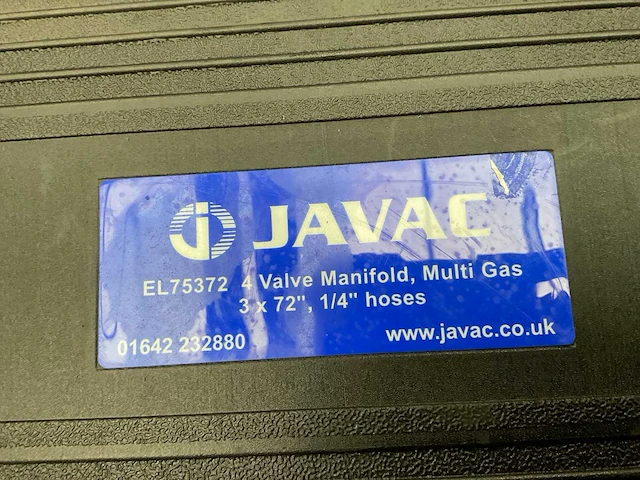 JAVAC
EL75372 4 Valve Manifold, Multi Gas
3 x 72", 1/4" hoses
01642 232880
www.javac.co.uk